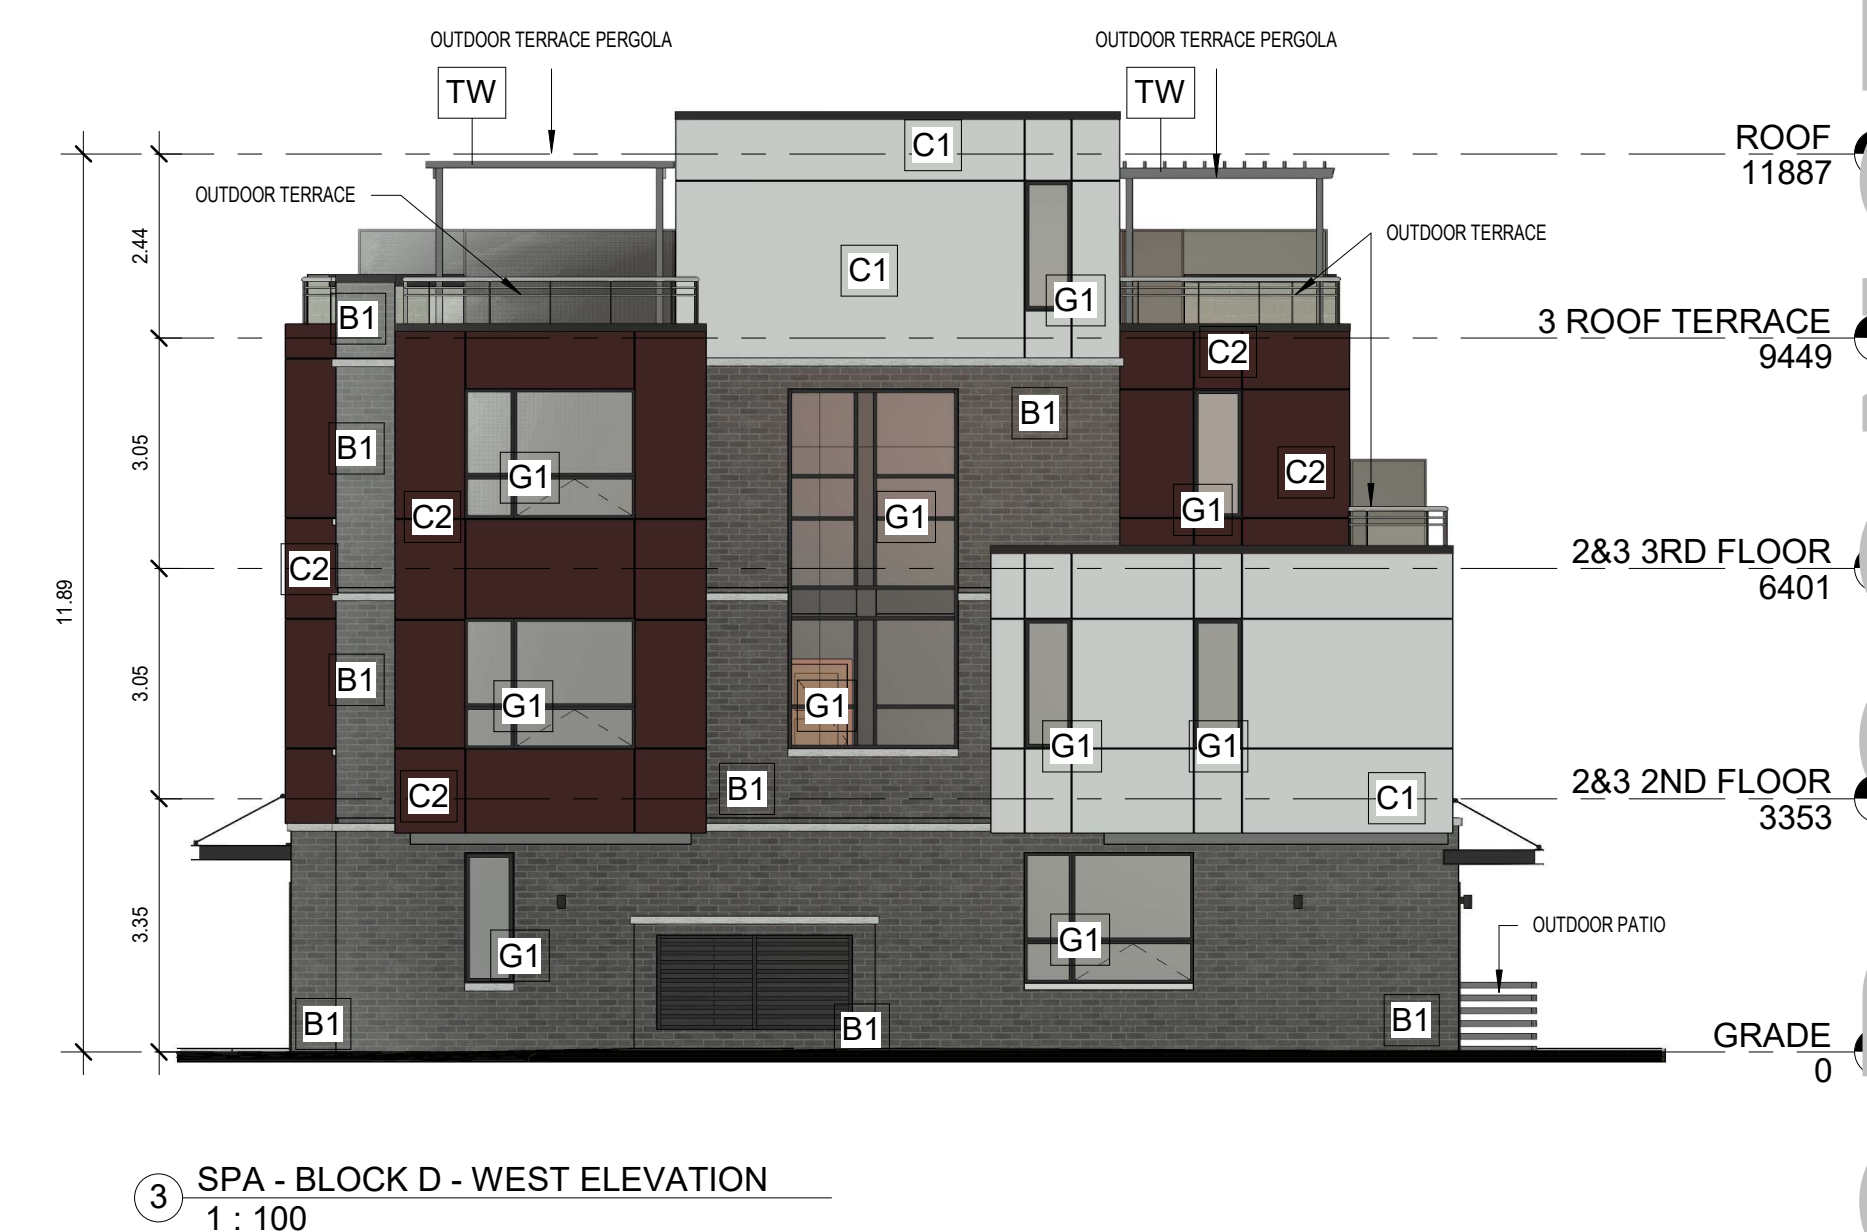 OUTDOOR TERRACE PERGOLA
OUTDOOR TERRACE PERGOLA
TW
TW
C1
ROOF
11887
OUTDOOR TERRACE
OUTDOOR TERRACE
2.44
C1
G1
B1
3 ROOF TERRACE
9449
C2
B1
B1
3.05
G1
C2
C2
G1
G1
C2
2&3 3RD FLOOR
6401
11.89
B1
3.05
G1
G1
G1
G1
B1
C2
C1
2&3 2ND FLOOR
3353
3.35
G1
G1
OUTDOOR PATIO
B1
B1
B1
GRADE
0
3
SPA - BLOCK D - WEST ELEVATION
1 : 100